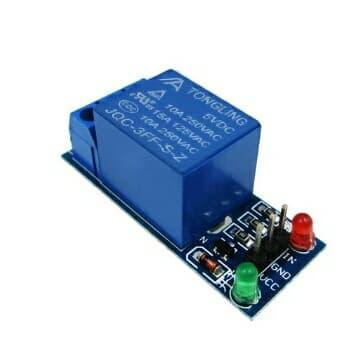 TONGLING
5VDC
10A 250VAC
15A 125VAC
10A 250VAC
JQC-3FF-S-Z
IN
GND
VCC